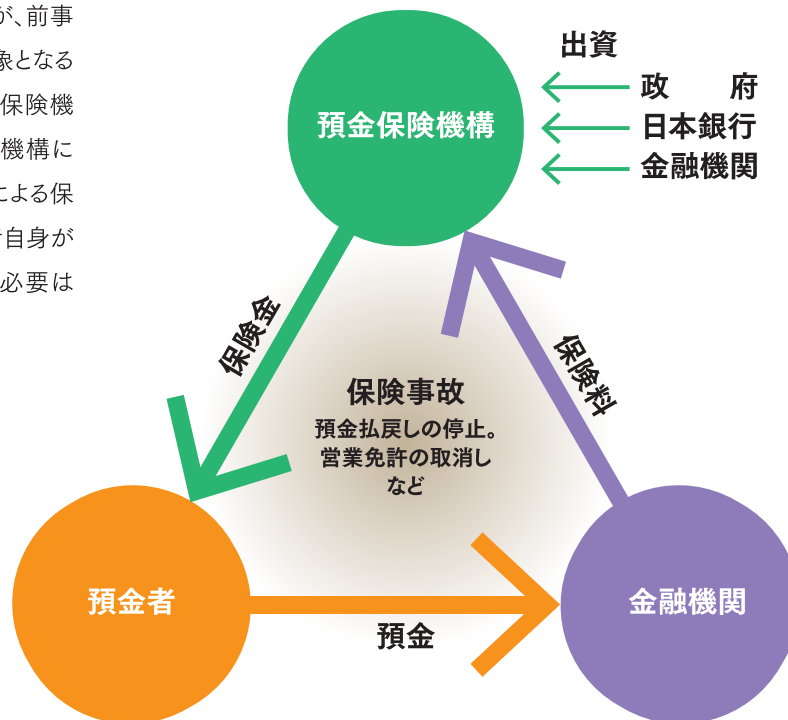 が、前事
象となる
保険機
機構に
による保
自身が
必要は
出資
政 府
日本銀行
金融機関
預金保険機構
保険金
保険料
保険事故
預金払戻しの停止。
営業免許の取消し
など
預金者
預金
金融機関